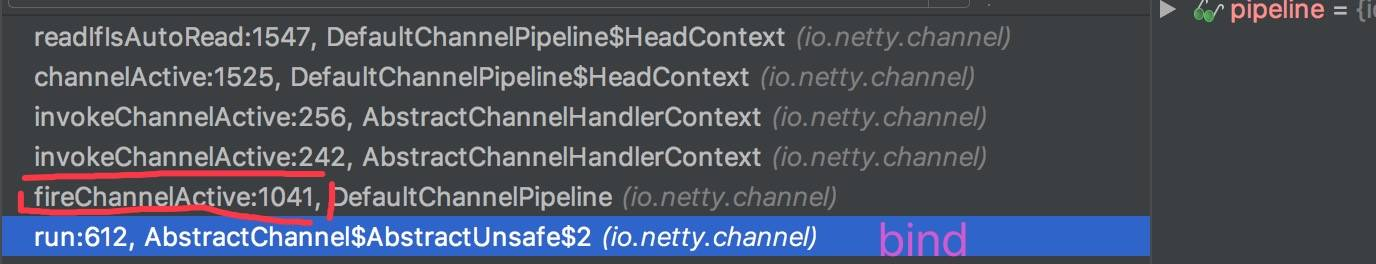 readIfIsAutoRead:1547, DefaultChannelPipeline$HeadContext (io.netty.channel)
channelActive:1525, DefaultChannelPipeline$HeadContext (io.netty.channel)
invokeChannelActive:256, AbstractChannelHandlerContext (io.netty.channel)
invokeChannelActive:242, AbstractChannelHandlerContext (io.netty.channel)
fireChannelActive:1041, DefaultChannelPipeline (io.netty.channel)
run:612, AbstractChannel$AbstractUnsafe$2 (io.netty.channel) bind
pipeline = {i